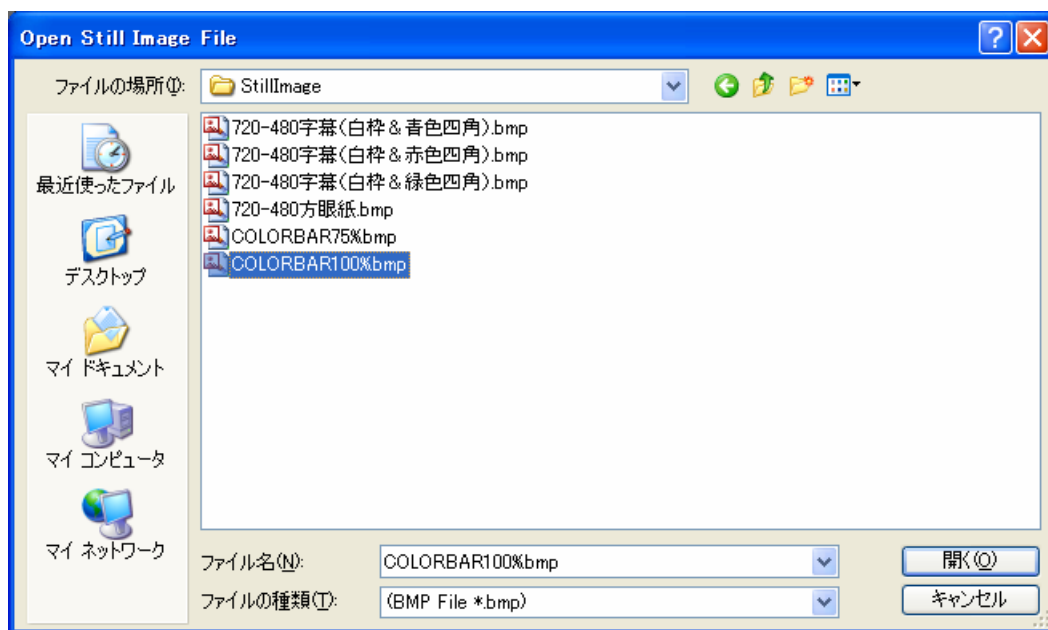 Open Still Image File
ファイルの場所(I):
StillImage
720-480字幕(白枠＆青色四角).bmp
720-480字幕(白枠＆赤色四角).bmp
720-480字幕(白枠＆緑色四角).bmp
720-480方眼紙.bmp
COLORBAR75%.bmp
COLORBAR100%.bmp
最近使ったファイル
デスクトップ
マイ ドキュメント
マイ コンピュータ
マイ ネットワーク
ファイル名(N):
COLORBAR100%.bmp
開く(O)
ファイルの種類(T):
(BMP File *.bmp)
キャンセル